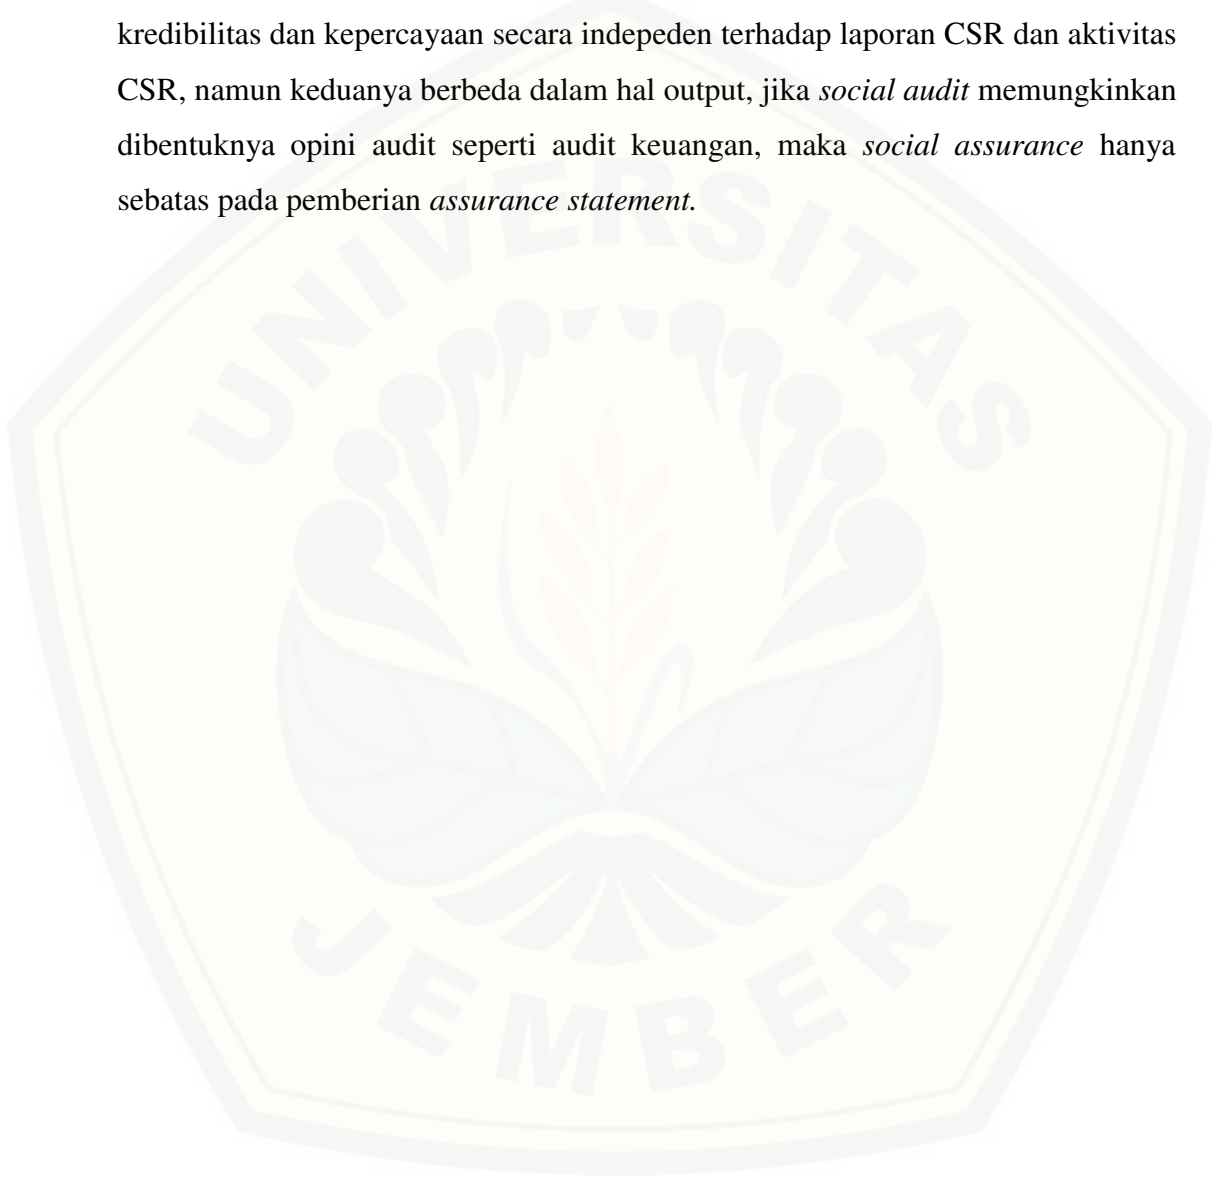 kredibilitas dan kepercayaan secara indepeden terhadap laporan CSR dan aktivitas
CSR, namun keduanya berbeda dalam hal output, jika social audit memungkinkan
dibentuknya opini audit seperti audit keuangan, maka social assurance hanya
sebatas pada pemberian assurance statement.
UNIVERSITAS
JEMBER